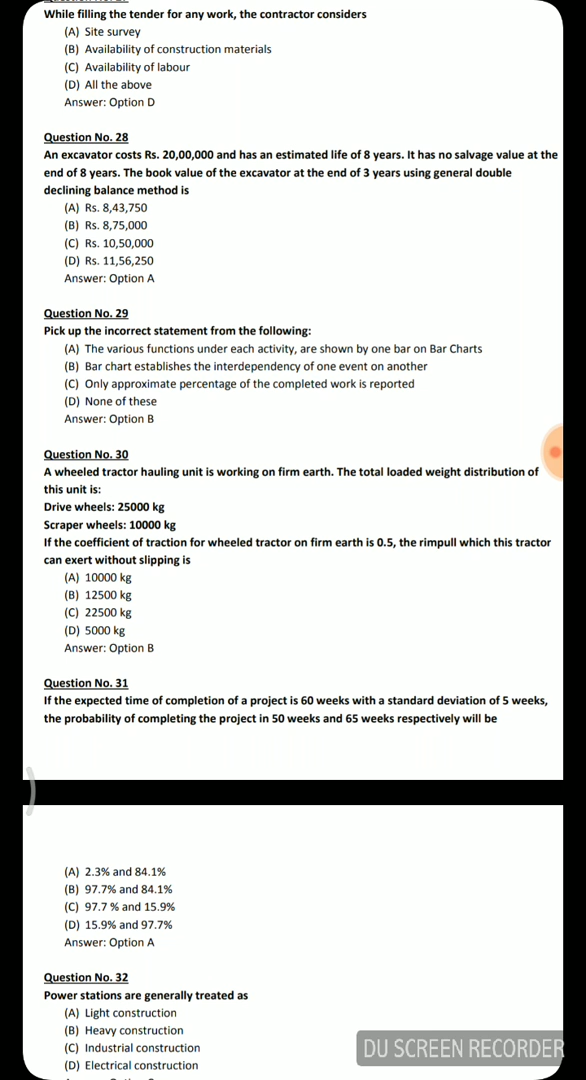 While filling the tender for any work, the contractor considers
(A) Site survey
(B) Availability of construction materials
(C) Availability of labour
(D) All the above
Answer: Option D
Question No. 28
An excavator costs Rs. 20,00,000 and has an estimated life of 8 years. It has no salvage value at the
end of 8 years. The book value of the excavator at the end of 3 years using general double
declining balance method is
(A) Rs. 8,43,750
(B) Rs. 8,75,000
(C) Rs. 10,50,000
(D) Rs. 11,56,250
Answer: Option A
Question No. 29
Pick up the incorrect statement from the following:
(A) The various functions under each activity, are shown by one bar on Bar Charts
(B) Bar chart establishes the interdependency of one event on another
(C) Only approximate percentage of the completed work is reported
(D) None of these
Answer: Option B
Question No. 30
A wheeled tractor hauling unit is working on firm earth. The total loaded weight distribution of
this unit is:
Drive wheels: 25000 kg
Scraper wheels: 10000 kg
If the coefficient of traction for wheeled tractor on firm earth is 0.5, the rimpull which this tractor
can exert without slipping is
(A) 10000 kg
(B) 12500 kg
(C) 22500 kg
(D) 5000 kg
Answer: Option B
Question No. 31
If the expected time of completion of a project is 60 weeks with a standard deviation of 5 weeks,
the probability of completing the project in 50 weeks and 65 weeks respectively will be
(A) 2.3% and 84.1%
(B) 97.7% and 84.1%
(C) 97.7 % and 15.9%
(D) 15.9% and 97.7%
Answer: Option A
Question No. 32
Power stations are generally treated as
(A) Light construction
(B) Heavy construction
(C) Industrial construction
(D) Electrical construction
DU SCREEN RECORDER